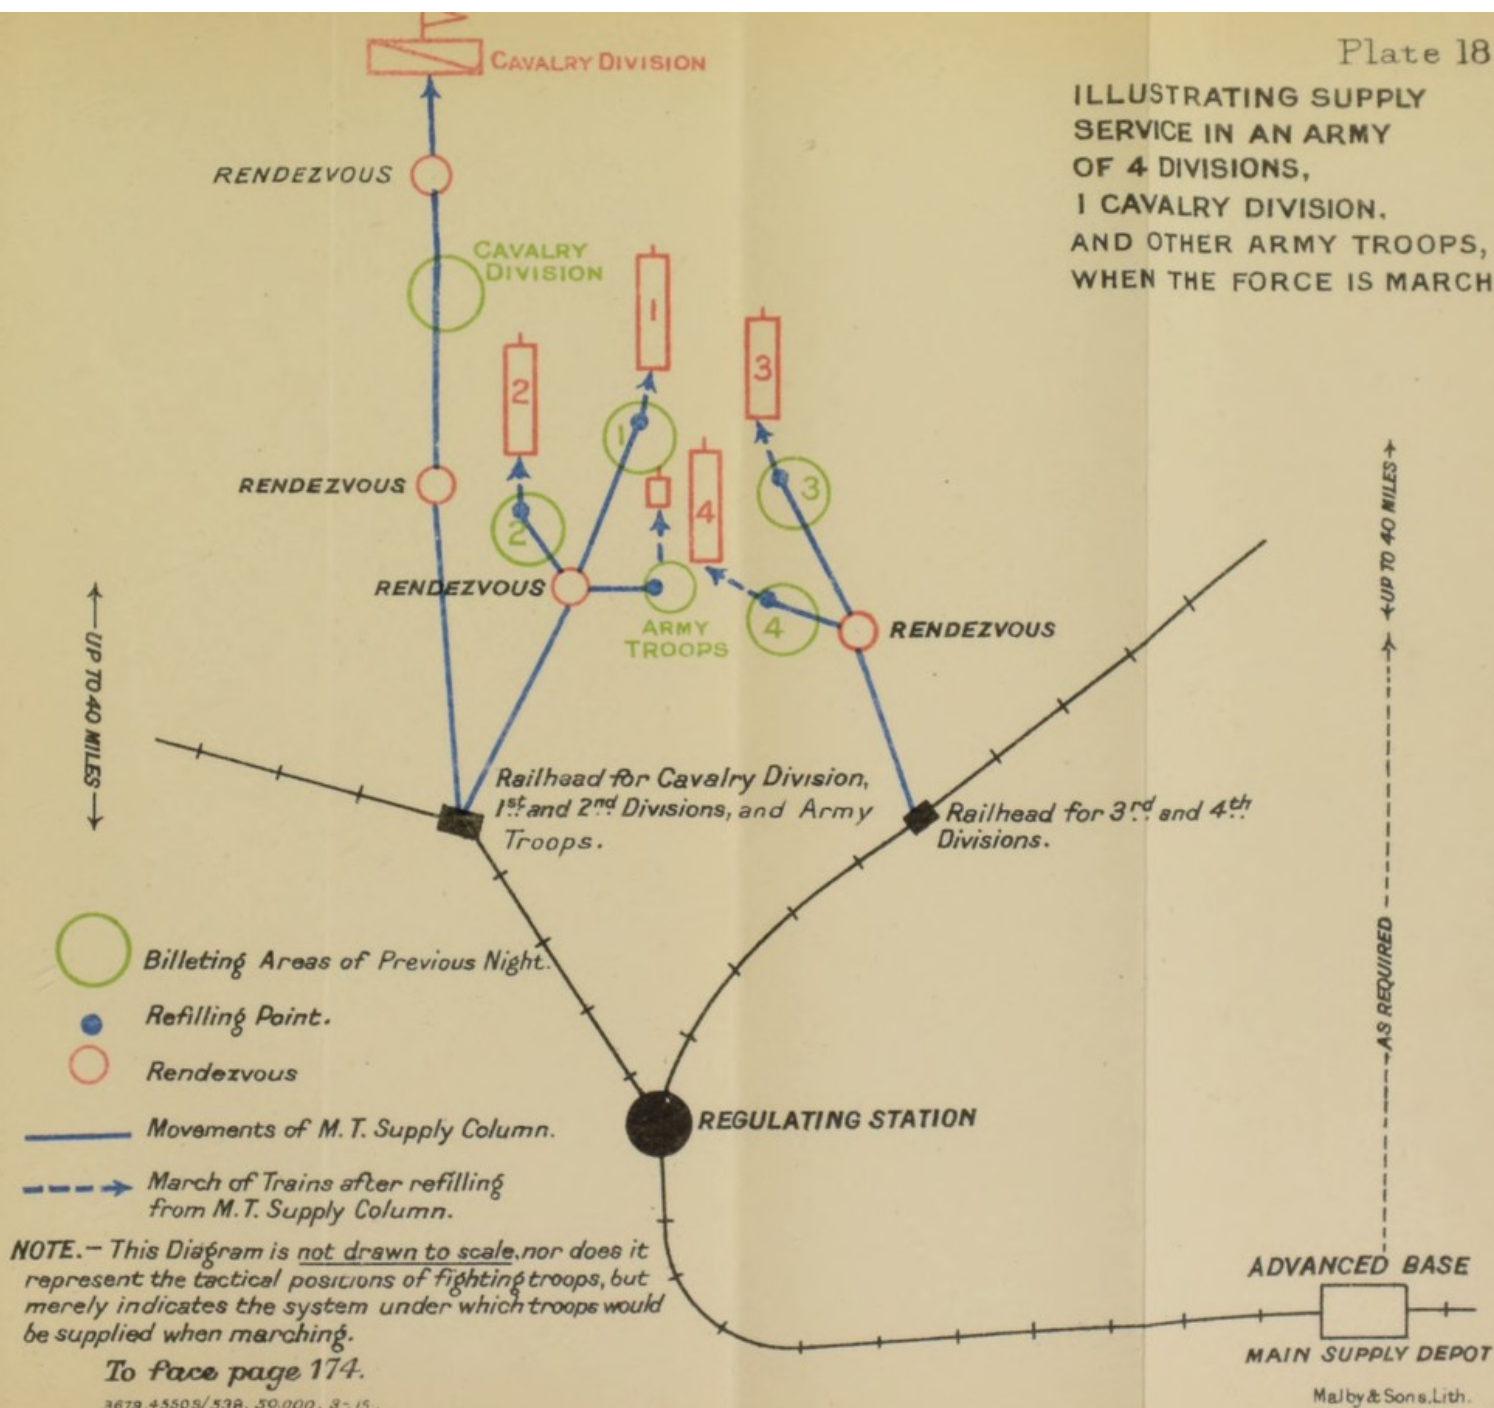 Plate 18
ILLUSTRATING SUPPLY
SERVICE IN AN ARMY
OF 4 DIVISIONS,
1 CAVALRY DIVISION.
AND OTHER ARMY TROOPS,
WHEN THE FORCE IS MARCH
CAVALRY DIVISION
RENDEZVOUS
CAVALRY
DIVISION
1
2
3
4
1
2
3
4
RENDEZVOUS
RENDEZVOUS
ARMY
TROOPS
RENDEZVOUS
UP TO 40 MILES
UP TO 40 MILES
AS REQUIRED
Railhead for Cavalry Division,
1st and 2nd Divisions, and Army
Troops.
Railhead for 3rd and 4th
Divisions.
Billeting Areas of Previous Night.
Refilling Point.
Rendezvous
Movements of M.T. Supply Column.
March of Trains after refilling
from M.T. Supply Column.
REGULATING STATION
NOTE.- This Diagram is not drawn to scale, nor does it
represent the tactical positions of fighting troops, but
merely indicates the system under which troops would
be supplied when marching.
To face page 174.
ADVANCED BASE
MAIN SUPPLY DEPOT
Malby & Sons, Lith.